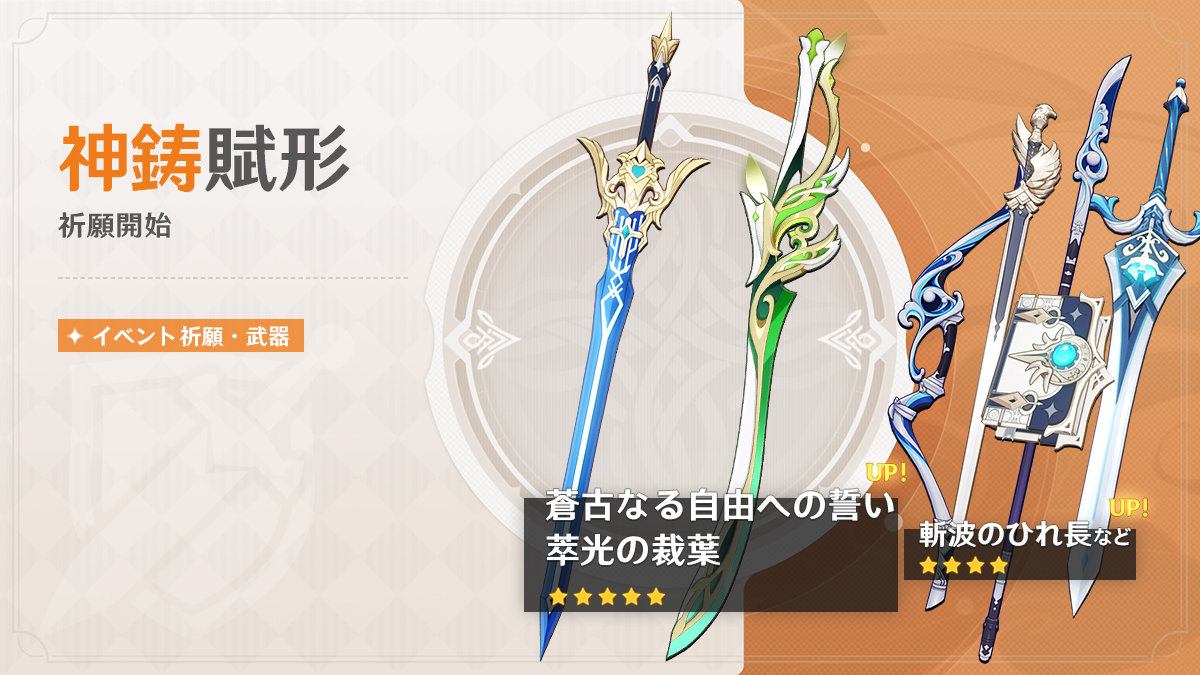 神鋳賦形
祈願開始
イベント祈願・武器
UP!
蒼古なる自由への誓い
萃光の裁葉
UP!
斬波のひれ長など